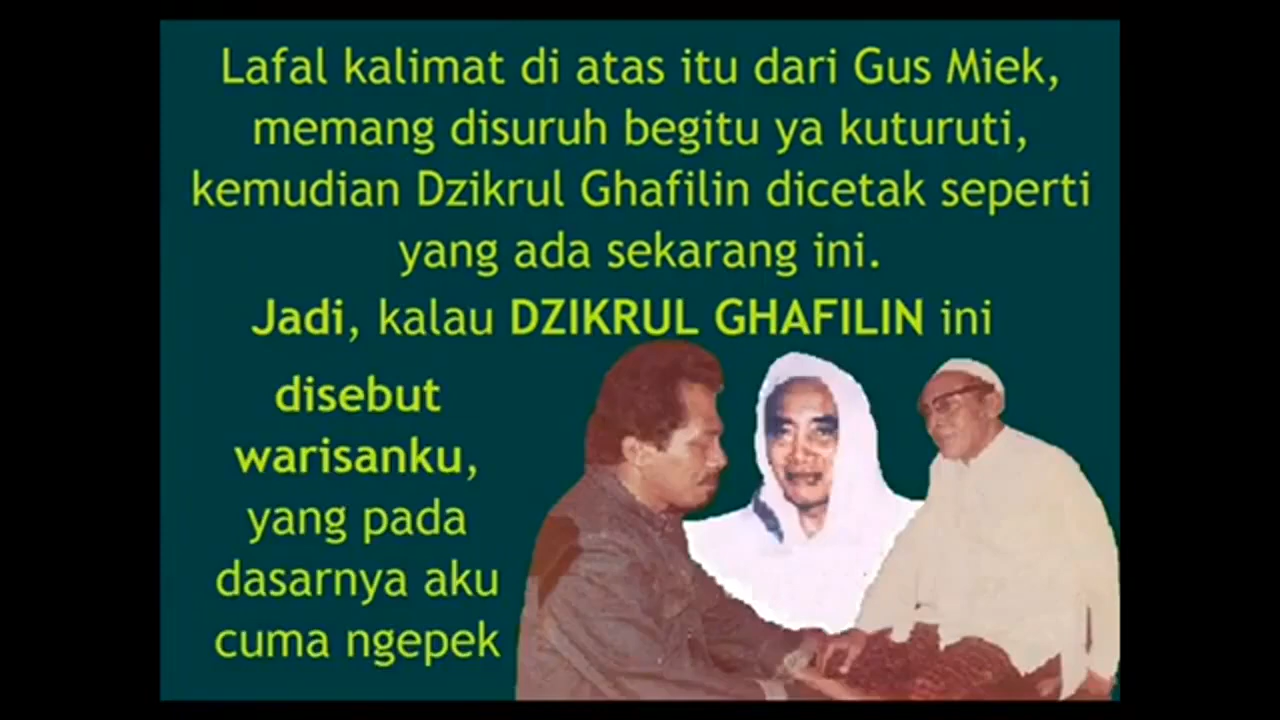 Lafal kalimat di atas itu dari Gus Miek,
memang disuruh begitu ya kuturuti,
kemudian Dzikrul Ghafilin dicetak seperti
yang ada sekarang ini.
Jadi, kalau DZIKRUL GHAFILIN ini
disebut
warisanku,
yang pada
dasarnya aku
cuma ngepek